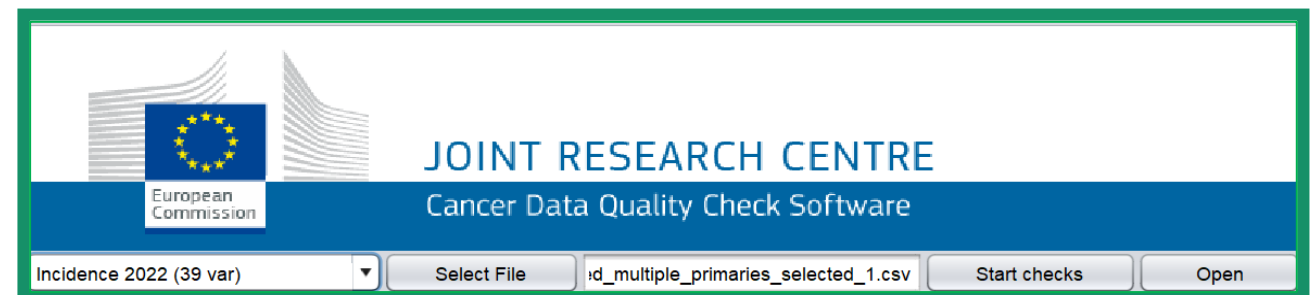 JOINT RESEARCH CENTRE
European
Commission
Cancer Data Quality Check Software
Incidence 2022 (39 var) Select File ed_multiple_primaries_selected_1.csv Start checks Open